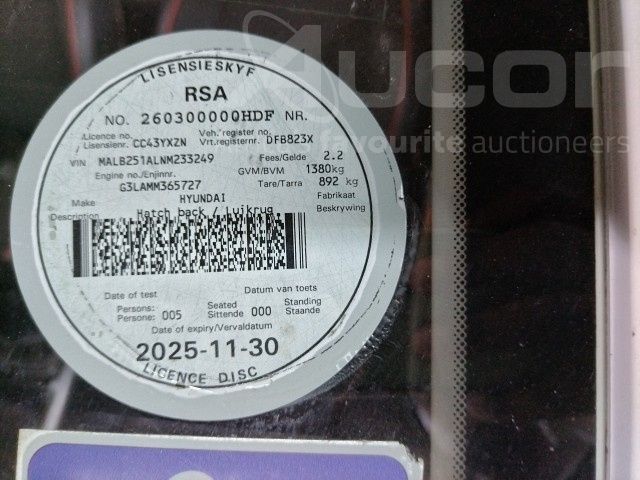 Aucor
favourite auctioneers
LISENSIESKYF
RSA
NO. 260300000HDF NR.
Licence no. Lisensienr. CC43YXZN Veh. register no. Vrt.registernr. DFB823X
VIN MALB251ALNM233249 Fees/Gelde 2.2
Engine no./Enjinnr. GVM/BVM 1380kg
G3LAMM365727 Tare/Tarra 892 kg
Make HYUNDAI Fabrikaat
Description Hatch back / luikrug Beskrywing
Date of test Datum van toets
Persons: Persone: 005 Seated Sittende 000 Standing Staande
Date of expiry/Vervaldatum
2025-11-30
LICENCE DISC